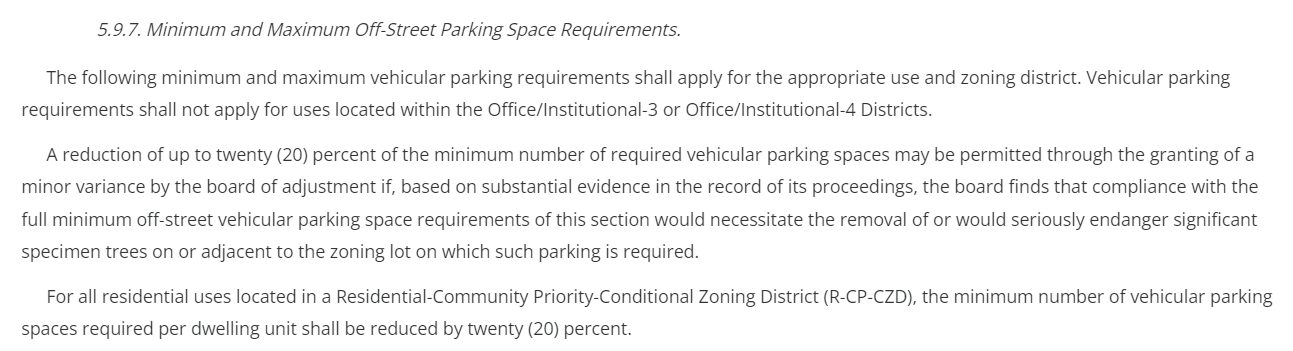 5.9.7. Minimum and Maximum Off-Street Parking Space Requirements.
The following minimum and maximum vehicular parking requirements shall apply for the appropriate use and zoning district. Vehicular parking
requirements shall not apply for uses located within the Office/Institutional-3 or Office/Institutional-4 Districts.
A reduction of up to twenty (20) percent of the minimum number of required vehicular parking spaces may be permitted through the granting of a
minor variance by the board of adjustment if, based on substantial evidence in the record of its proceedings, the board finds that compliance with the
full minimum off-street vehicular parking space requirements of this section would necessitate the removal of or would seriously endanger significant
specimen trees on or adjacent to the zoning lot on which such parking is required.
For all residential uses located in a Residential-Community Priority-Conditional Zoning District (R-CP-CZD), the minimum number of vehicular parking
spaces required per dwelling unit shall be reduced by twenty (20) percent.